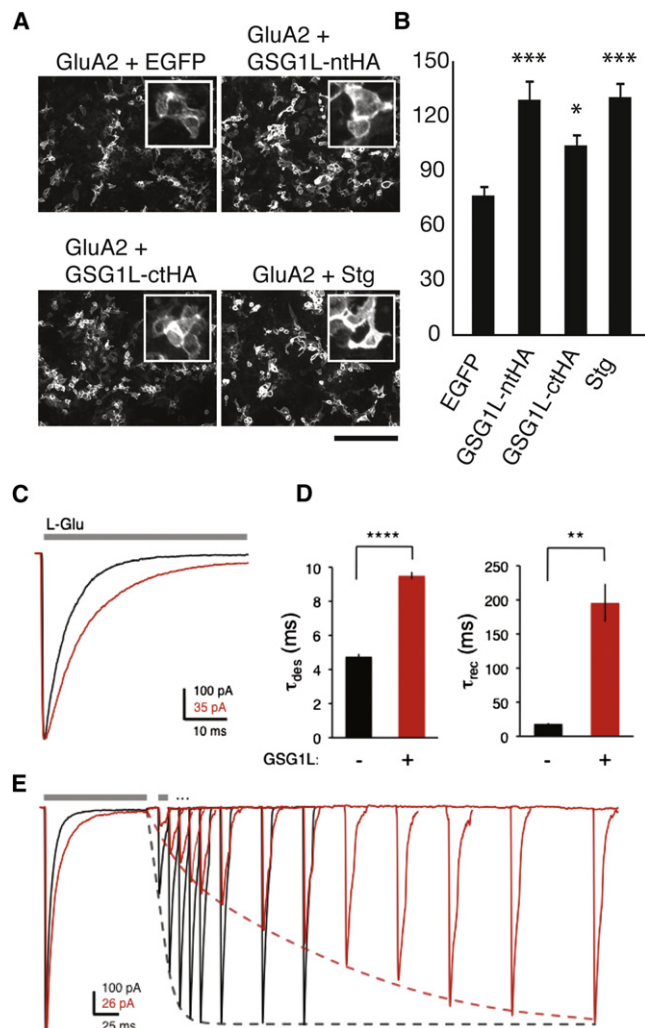 A
GluA2 + EGFP
GluA2 +
GSG1L-ntHA
GluA2 +
GSG1L-ctHA
GluA2 + Stg
B
150
120
90
60
30
0
***
*
***
EGFP
GSG1L-ntHA
GSG1L-ctHA
Stg
C
L-Glu
100 pA
35 pA
10 ms
D
****
10
8
6
4
2
0
τdes (ms)
GSG1L:
-
+
**
250
200
150
100
50
0
τrec (ms)
-
+
E
...
100 pA
26 pA
25 ms